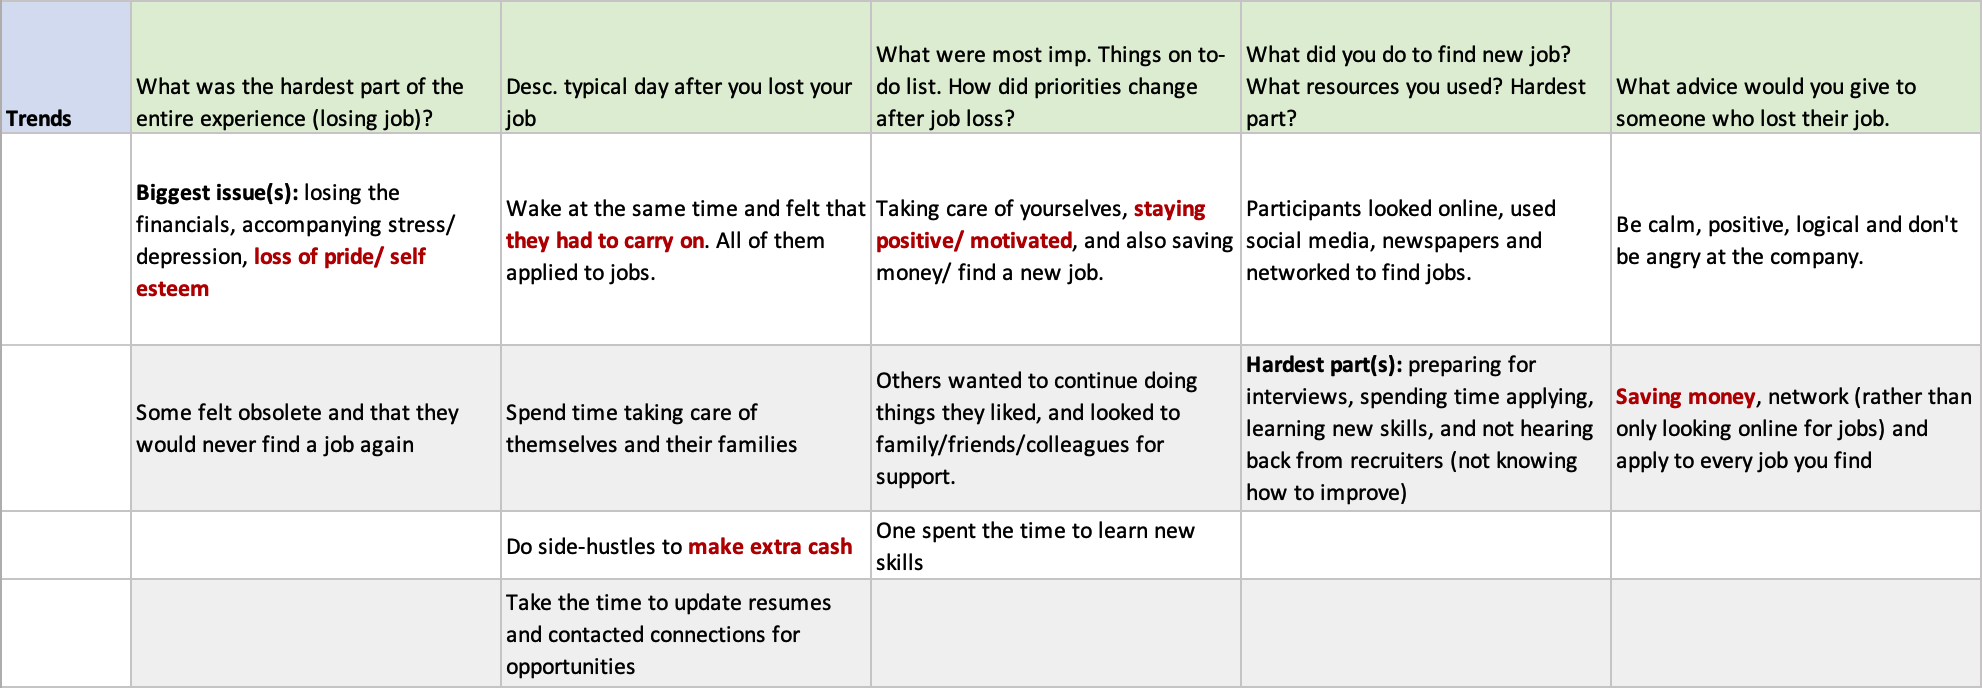 Trends
What was the hardest part of the
entire experience (losing job)?
Desc. typical day after you lost your
job
What were most imp. Things on to-
do list. How did priorities change
after job loss?
What did you do to find new job?
What resources you used? Hardest
part?
What advice would you give to
someone who lost their job.
Biggest issue(s): losing the
financials, accompanying stress/
depression, loss of pride/ self
esteem
Wake at the same time and felt that
they had to carry on. All of them
applied to jobs.
Taking care of yourselves, staying
positive/ motivated, and also saving
money/ find a new job.
Participants looked online, used
social media, newspapers and
networked to find jobs.
Be calm, positive, logical and don't
be angry at the company.
Some felt obsolete and that they
would never find a job again
Spend time taking care of
themselves and their families
Others wanted to continue doing
things they liked, and looked to
family/friends/colleagues for
support.
Hardest part(s): preparing for
interviews, spending time applying,
learning new skills, and not hearing
back from recruiters (not knowing
how to improve)
Saving money, network (rather than
only looking online for jobs) and
apply to every job you find
Do side-hustles to make extra cash
One spent the time to learn new
skills
Take the time to update resumes
and contacted connections for
opportunities